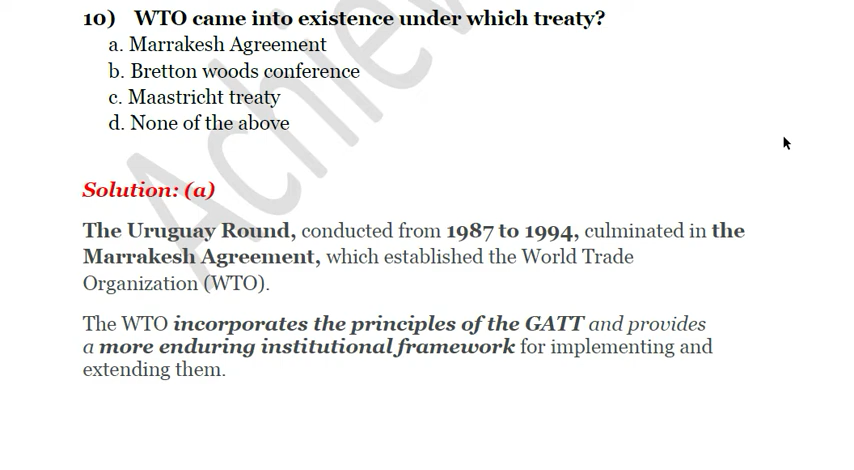 10) WTO came into existence under which treaty?
a. Marrakesh Agreement
b. Bretton woods conference
c. Maastricht treaty
d. None of the above
Solution: (a)
The Uruguay Round, conducted from 1987 to 1994, culminated in the
Marrakesh Agreement, which established the World Trade
Organization (WTO).
The WTO incorporates the principles of the GATT and provides
a more enduring institutional framework for implementing and
extending them.
Achiev